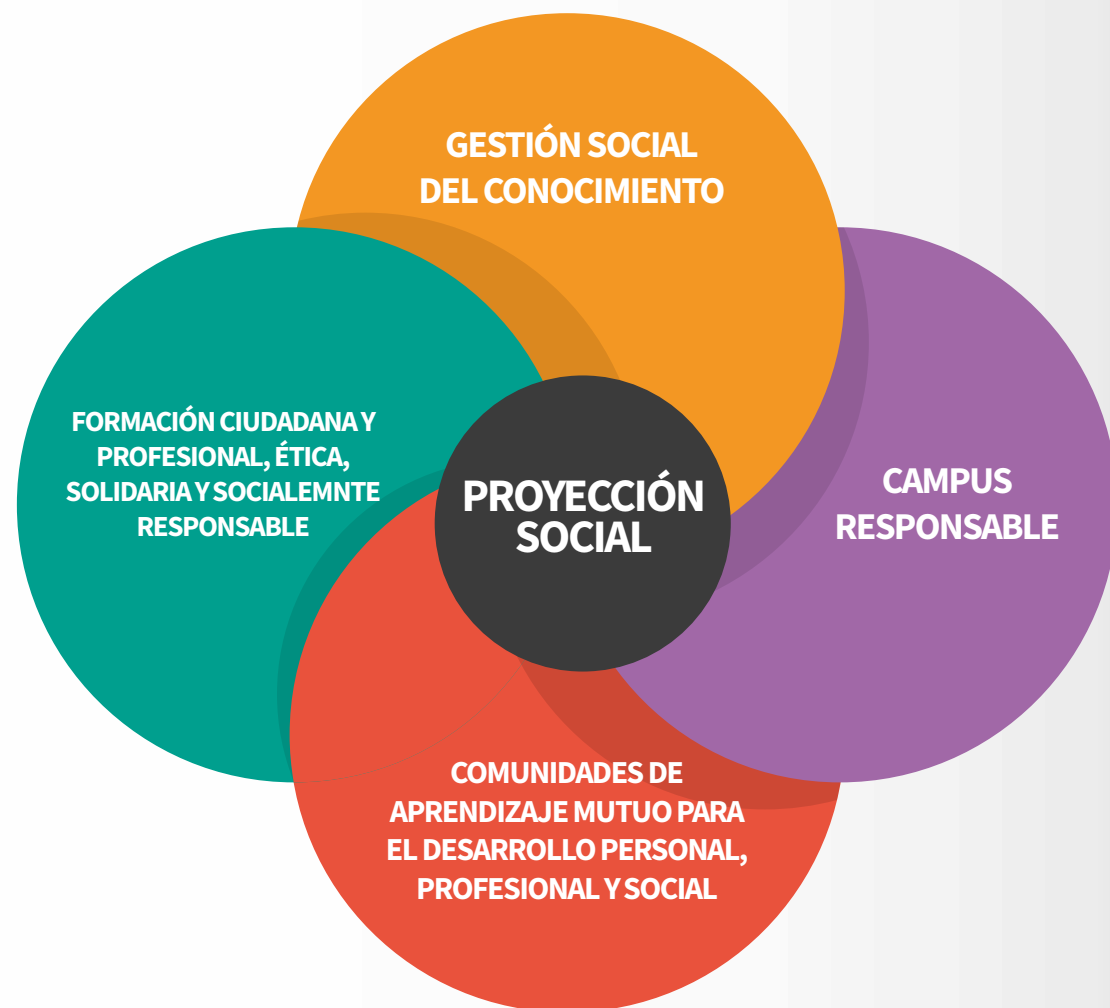 GESTIÓN SOCIAL
DEL CONOCIMIENTO
FORMACIÓN CIUDADANA Y
PROFESIONAL, ÉTICA,
SOLIDARIA Y SOCIALEMNTE
RESPONSABLE
PROYECCIÓN
SOCIAL
CAMPUS
RESPONSABLE
COMUNIDADES DE
APRENDIZAJE MUTUO PARA
EL DESARROLLO PERSONAL,
PROFESIONAL Y SOCIAL